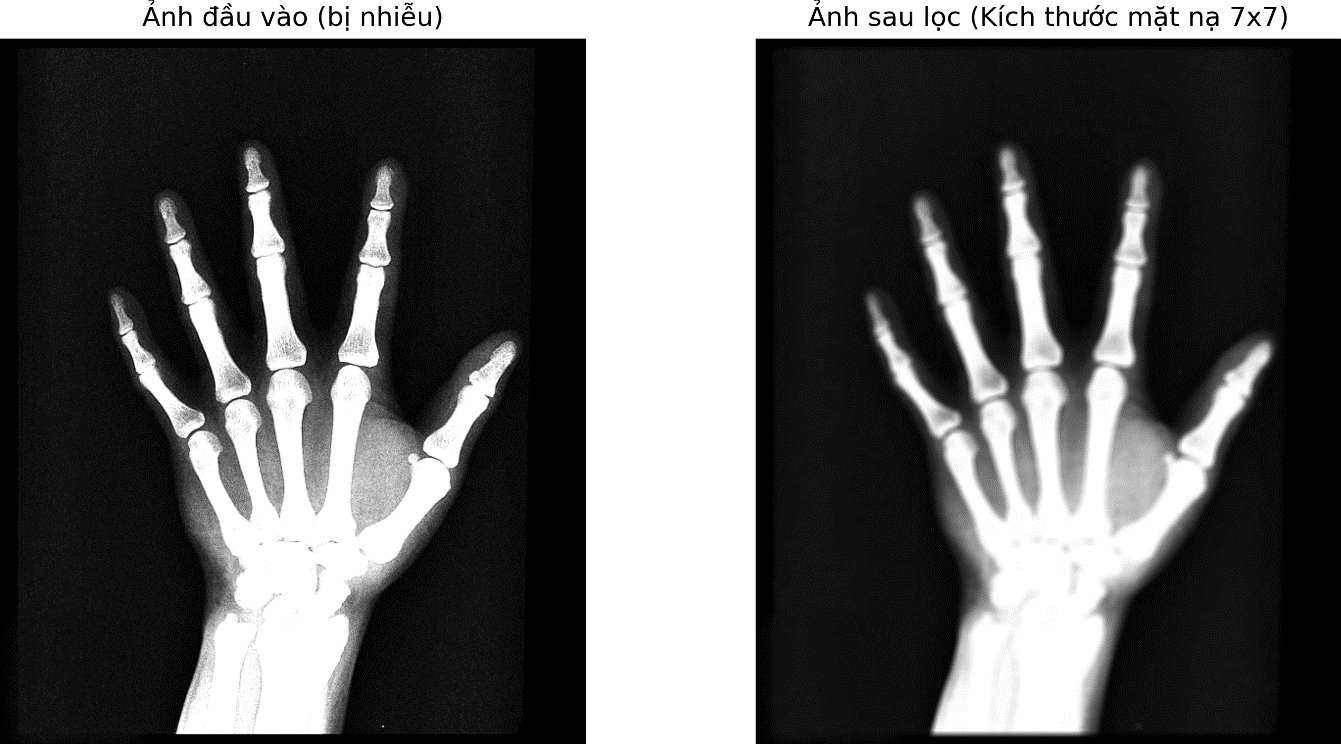 Ảnh đầu vào (bị nhiễu)
Ảnh sau lọc (Kích thước mặt nạ 7x7)